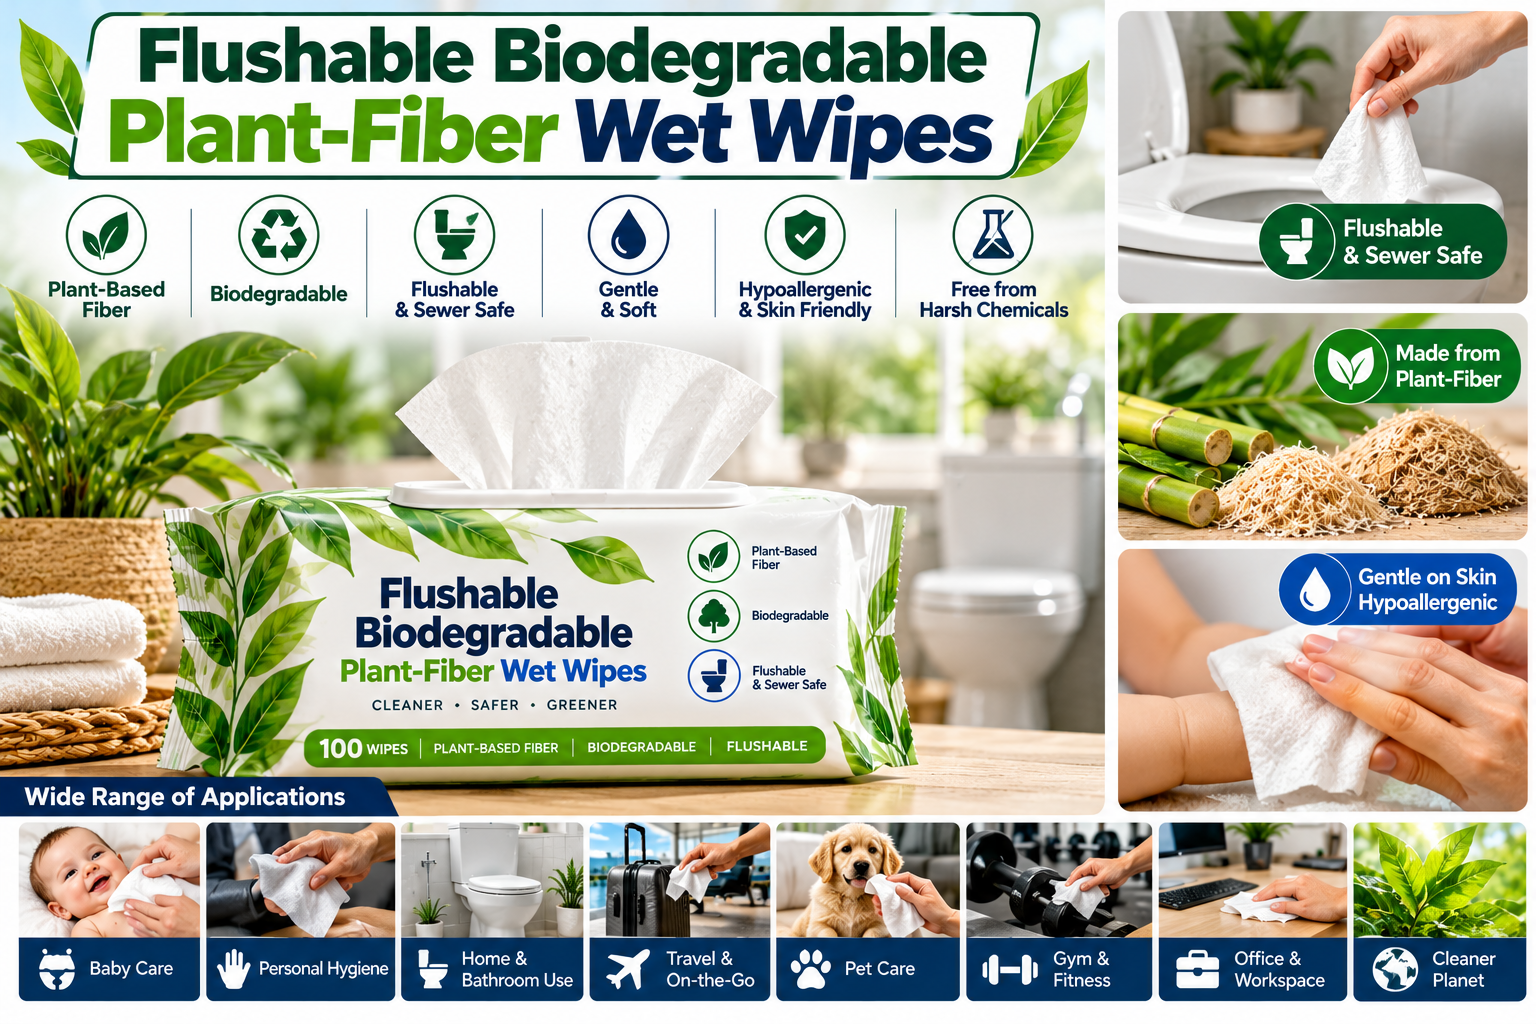 Flushable Biodegradable
Plant-Fiber Wet Wipes
Plant-Based
Fiber
Biodegradable
Flushable
& Sewer Safe
Gentle
& Soft
Hypoallergenic
& Skin Friendly
Free from
Harsh Chemicals
Flushable
& Sewer Safe
Made from
Plant-Fiber
Gentle on Skin
Hypoallergenic
Flushable
Biodegradable
Plant-Fiber Wet Wipes
CLEANER • SAFER • GREENER
Plant-Based
Fiber
Biodegradable
Flushable
& Sewer Safe
100 WIPES | PLANT-BASED FIBER | BIODEGRADABLE | FLUSHABLE
Wide Range of Applications
Baby Care
Personal Hygiene
Home &
Bathroom Use
Travel &
On-the-Go
Pet Care
Gym &
Fitness
Office &
Workspace
Cleaner
Planet